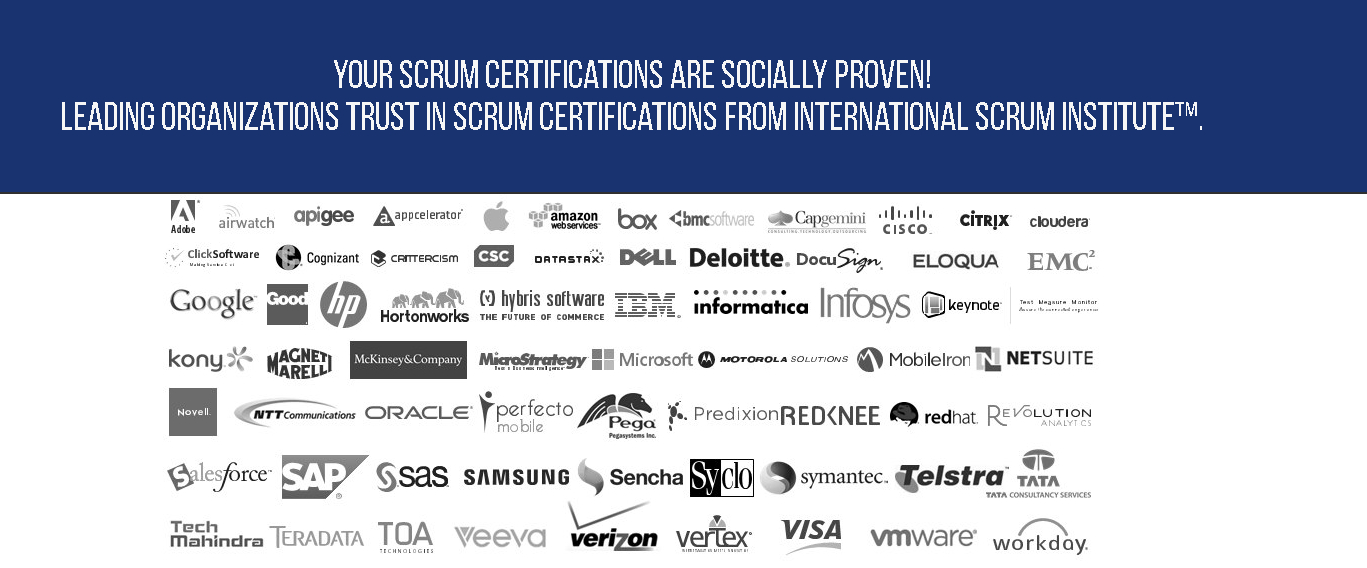 YOUR SCRUM CERTIFICATIONS ARE SOCIALLY PROVEN!
LEADING ORGANIZATIONS TRUST IN SCRUM CERTIFICATIONS FROM INTERNATIONAL SCRUM INSTITUTE™.
Adobe airwatch apigee appcelerator amazon webservices box bmcsoftware Capgemini CONSULTING.TECHNOLOGY.OUTSOURCING CISCO CITRIX cloudera
ClickSoftware Cognizant CRITTERCISM CSC DATASTAX DELL Deloitte. DocuSign ELOQUA EMC²
Google Good hp Hortonworks hybris software THE FUTURE OF COMMERCE IBM informatica Infosys keynote Test Measure Monitor
kony MAGNETI MARELLI McKinsey&Company MicroStrategy Microsoft MOTOROLA SOLUTIONS MobileIron NETSUITE
Novell. NTT Communications ORACLE perfecto mobile Pega Pegasystems Inc. Predixion REDKNEE redhat. REVOLUTION ANALYTICS
Salesforce SAP sas SAMSUNG Sencha Syclo symantec. Telstra TATA TATA CONSULTANCY SERVICES
Tech Mahindra TERADATA TOA TECHNOLOGIES veeva verizon vertex VISA vmware workday.